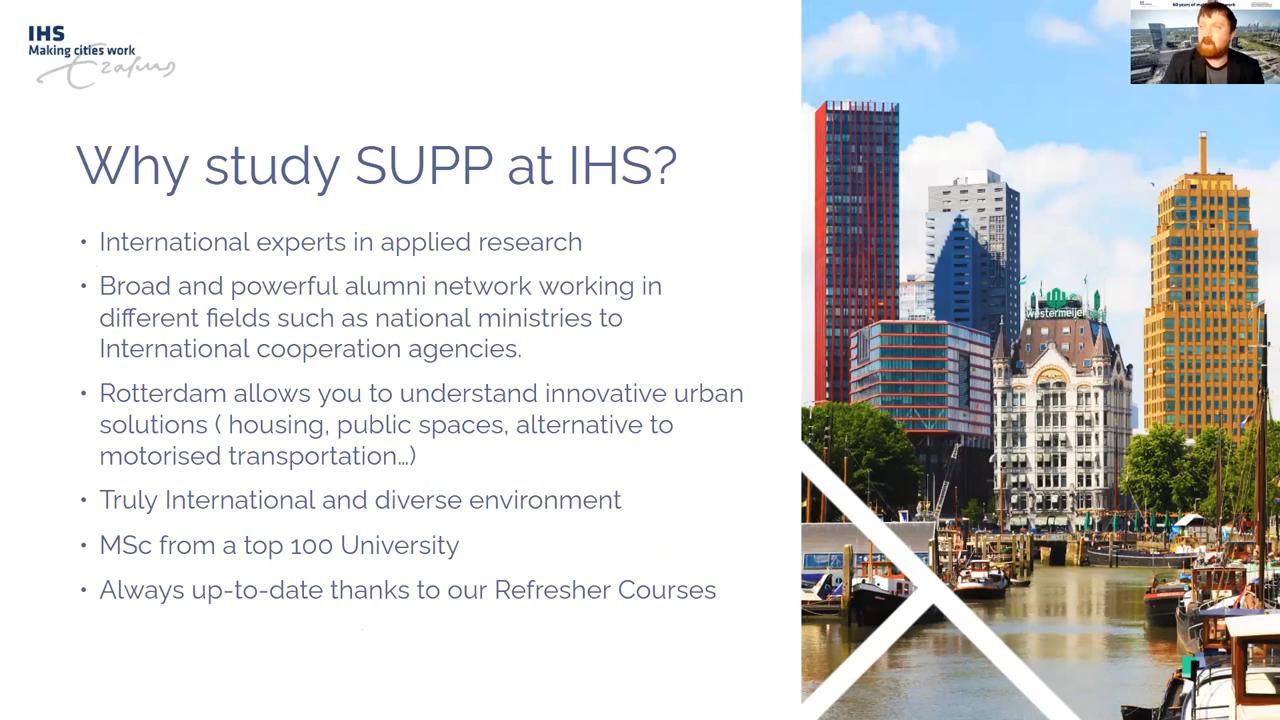 IHS
Making cities work
Erasmus
Why study SUPP at IHS?
• International experts in applied research
• Broad and powerful alumni network working in
different fields such as national ministries to
International cooperation agencies.
• Rotterdam allows you to understand innovative urban
solutions ( housing, public spaces, alternative to
motorised transportation…)
• Truly International and diverse environment
• MSc from a top 100 University
• Always up-to-date thanks to our Refresher Courses
westermeijer